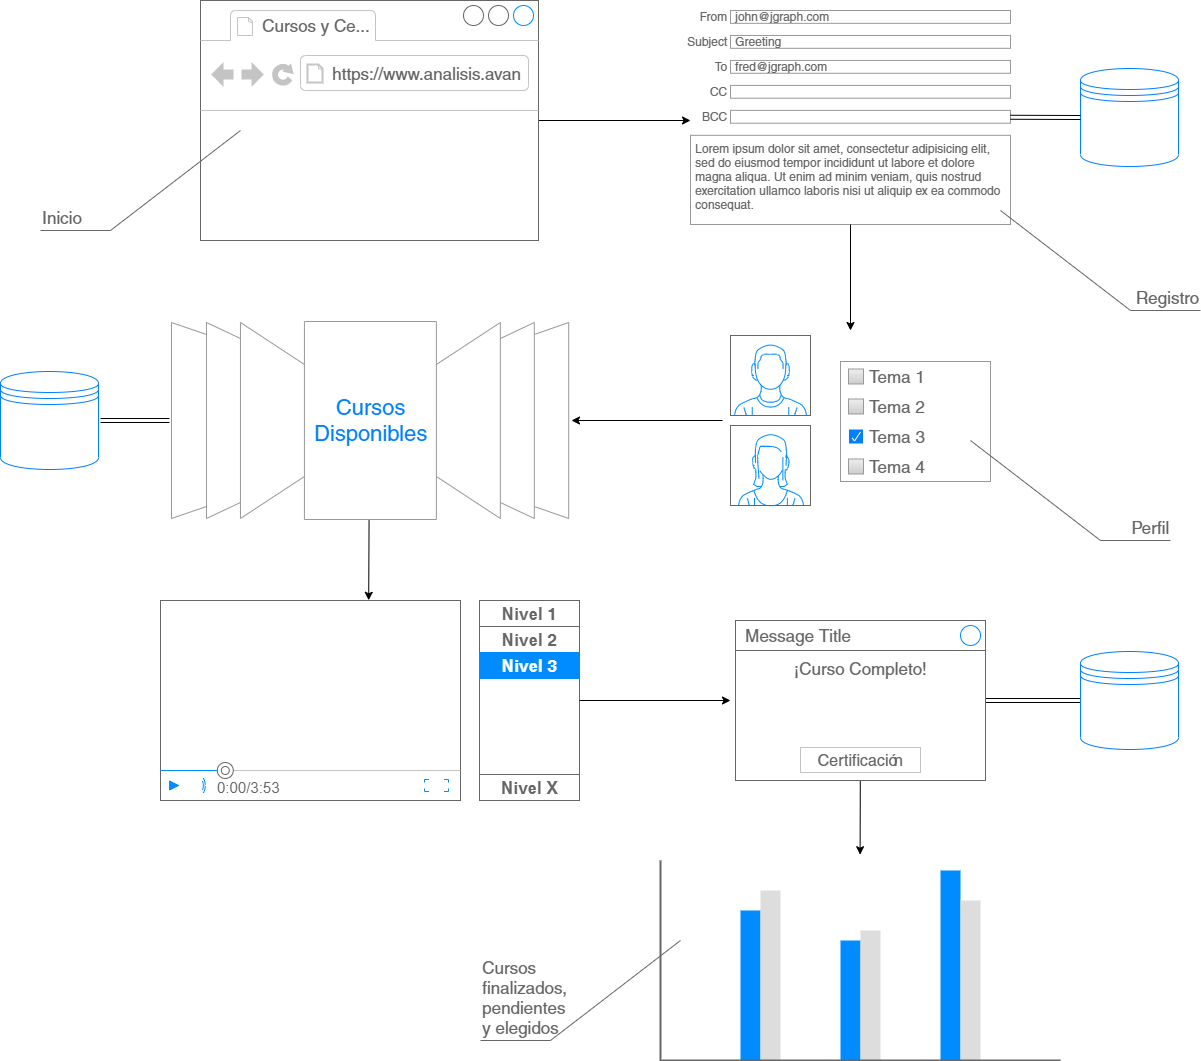 Cursos y Ce...
https://www.analisis.avan
Inicio
From john@jgraph.com
Subject Greeting
To fred@jgraph.com
CC
BCC
Lorem ipsum dolor sit amet, consectetur adipisicing elit,
sed do eiusmod tempor incididunt ut labore et dolore
magna aliqua. Ut enim ad minim veniam, quis nostrud
exercitation ullamco laboris nisi ut aliquip ex ea commodo
consequat.
Registro
Cursos
Disponibles
Tema 1
Tema 2
Tema 3
Tema 4
Perfil
0:00/3:53
Nivel 1
Nivel 2
Nivel 3
Nivel X
Message Title
¡Curso Completo!
Certificación
Cursos
finalizados,
pendientes
y elegidos